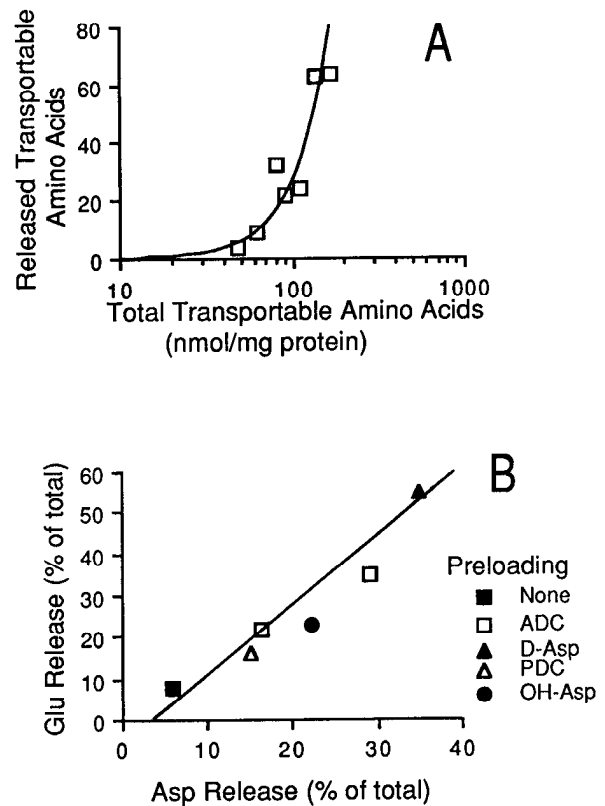 A
Released Transportable
Amino Acids
80
60
40
20
0
10
100
1000
Total Transportable Amino Acids
(nmol/mg protein)
B
Glu Release (% of total)
60
50
40
30
20
10
0
0
10
20
30
40
Asp Release (% of total)
Preloading
None
ADC
D-Asp
PDC
OH-Asp